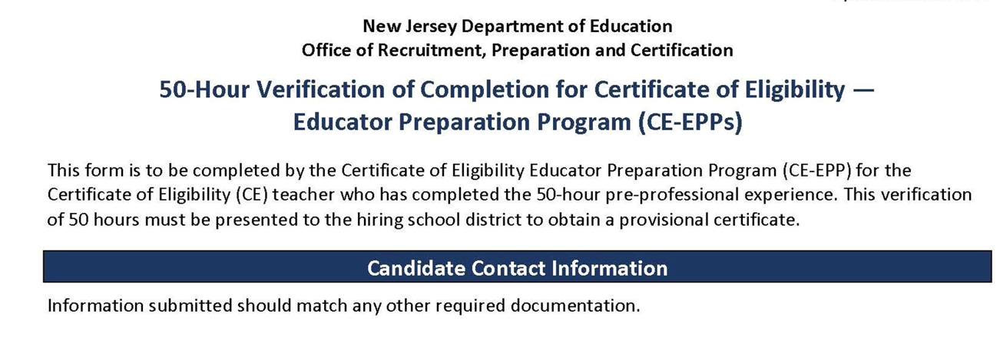 New Jersey Department of Education
Office of Recruitment, Preparation and Certification
50-Hour Verification of Completion for Certificate of Eligibility —
Educator Preparation Program (CE-EPPs)
This form is to be completed by the Certificate of Eligibility Educator Preparation Program (CE-EPP) for the
Certificate of Eligibility (CE) teacher who has completed the 50-hour pre-professional experience. This verification
of 50 hours must be presented to the hiring school district to obtain a provisional certificate.
Candidate Contact Information
Information submitted should match any other required documentation.